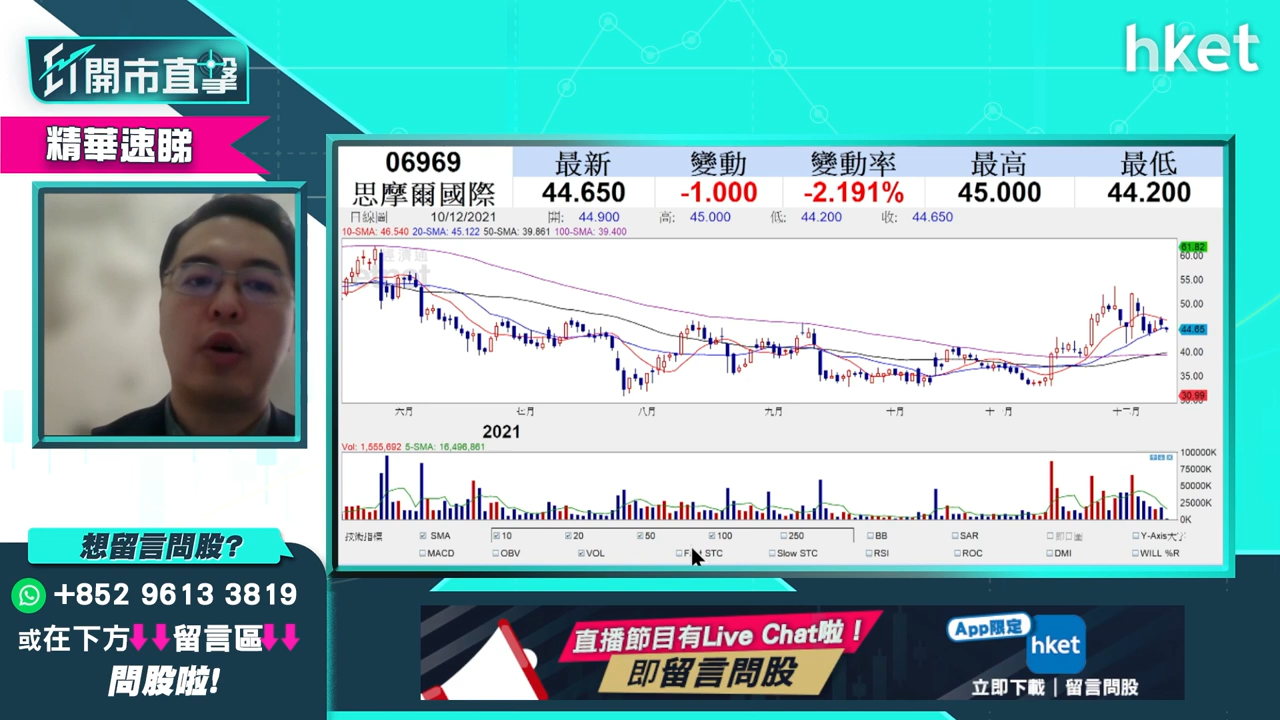 hket
ET開市直擊
精華速睇
06969 最新 變動 變動率 最高 最低
思摩爾國際 44.650 -1.000 -2.191% 45.000 44.200
日線圖 10/12/2021 開: 44.900 高: 45.000 低: 44.200 收: 44.650
10-SMA: 46.540 20-SMA: 45.122 50-SMA: 39.861 100-SMA: 39.400
61.82
60.00
55.00
50.00
44.65
40.00
35.00
30.99
六月 七月 八月 九月 十月 十一月 十二月
2021
Vol: 1,555,692 5-SMA: 16,496,861
100000K
75000K
50000K
25000K
0K
技術指標 SMA 10 20 50 100 250 BB SAR Y-Axis大字
MACD OBV VOL STC Slow STC RSI ROC DMI WILL %R
想留言問股?
+852 9613 3819
或在下方留言區
問股啦!
直播節目有Live Chat啦！
即留言問股
App限定
hket
立即下載 | 留言問股